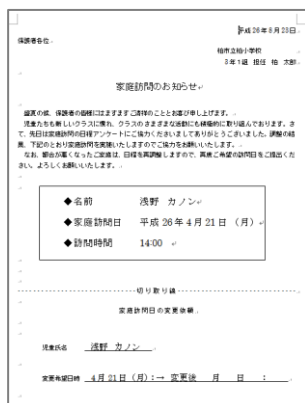 平成26年8月23日
保護者各位
柏市立柏小学校
3年1組 担任 柏 太郎
家庭訪問のお知らせ
盛夏の候、保護者の皆様にはますますご清祥のこととお喜び申し上げます。
児童たちも新しいクラスに慣れ、クラスのさまざまな活動にも積極的に取り組んでおります。さ
て、先日は家庭訪問の日程アンケートにご協力くださいましてありがとうございました。調整の結
果、下記のとおり家庭訪問を実施いたしますのでご協力をお願いいたします。
なお、都合が悪くなったご家庭は、日程を再調整しますので、再度ご希望の訪問日をご提出くだ
さい。よろしくお願いいたします。
◆名前 浅野 カノン
◆家庭訪問日 平成26年4月21日 (月)
◆訪問時間 14:00
切り取り線
家庭訪問日の変更依頼
児童氏名 浅野 カノン
変更希望日時 4月21日(月):→ 変更後 月 日 :